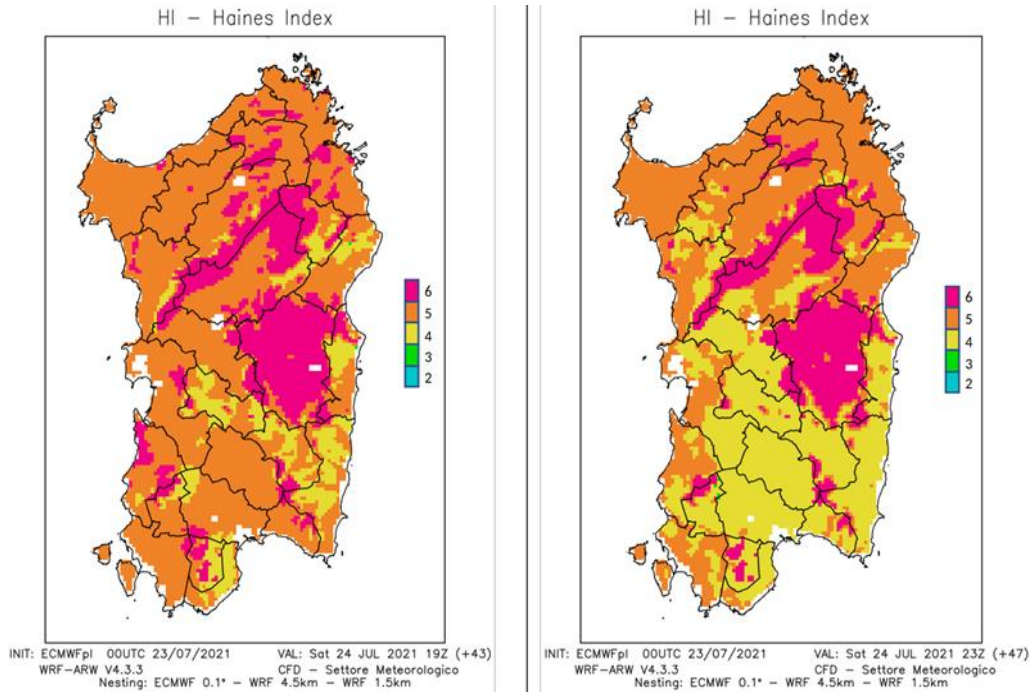 HI – Haines Index
6
5
4
3
2
INIT: ECMWFpl 00UTC 23/07/2021 VAL: Sat 24 JUL 2021 19Z (+43)
WRF–ARW V4.3.3 CFD – Settore Meteorologico
Nesting: ECMWF 0.1° – WRF 4.5km – WRF 1.5km
HI – Haines Index
6
5
4
3
2
INIT: ECMWFpl 00UTC 23/07/2021 VAL: Sat 24 JUL 2021 23Z (+47)
WRF–ARW V4.3.3 CFD – Settore Meteorologico
Nesting: ECMWF 0.1° – WRF 4.5km – WRF 1.5km